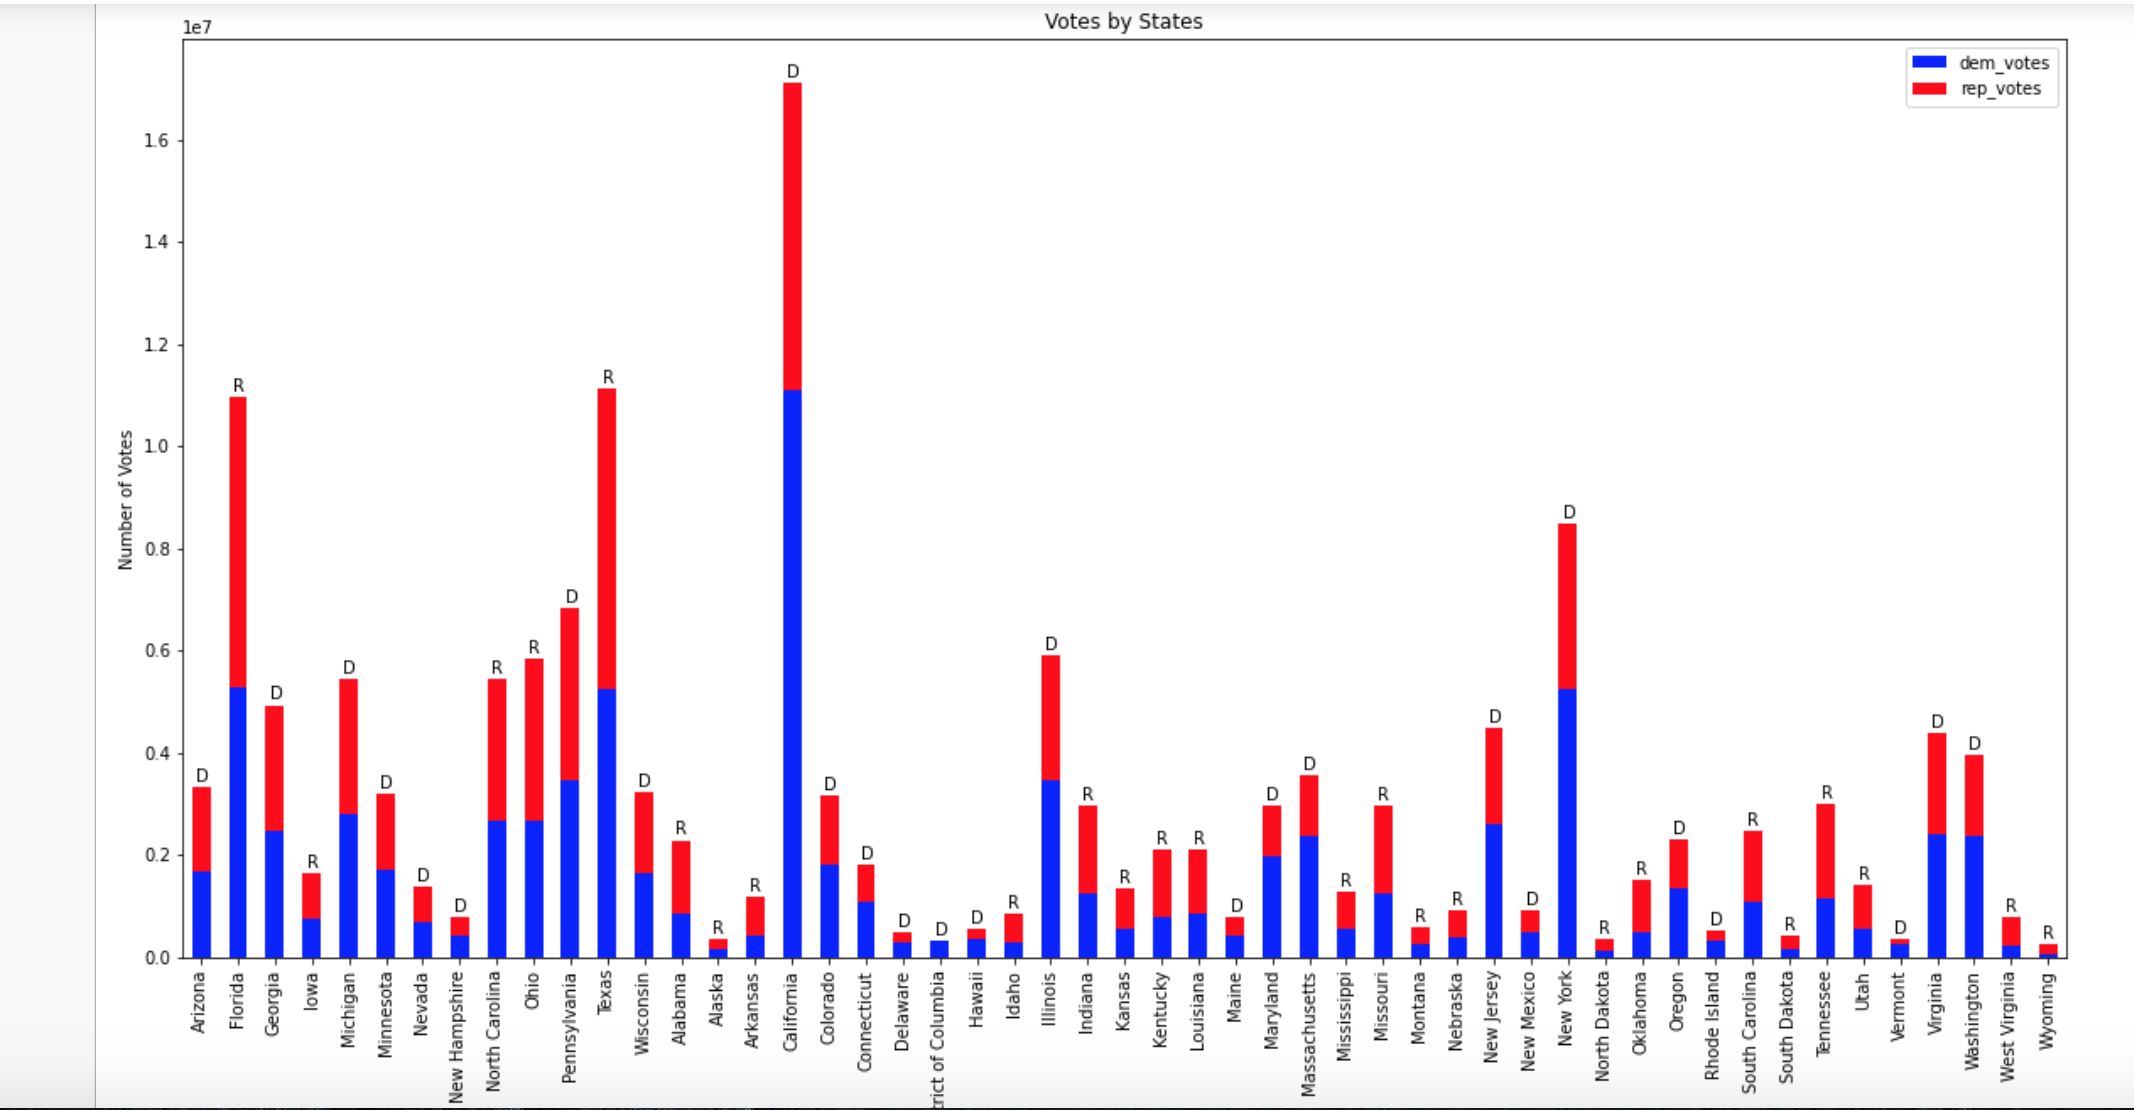 Votes by States
1e7
dem_votes
rep_votes
Number of Votes
1.6
1.4
1.2
1.0
0.8
0.6
0.4
0.2
0.0
D
R
D
R
D
D
D
D
R
R
D
R
D
R
R
R
D
D
D
D
D
D
R
D
R
R
R
R
D
D
D
R
R
R
R
D
D
D
R
R
D
D
R
R
R
R
D
D
D
R
R
Arizona
Florida
Georgia
Iowa
Michigan
Minnesota
Nevada
New Hampshire
North Carolina
Ohio
Pennsylvania
Texas
Wisconsin
Alabama
Alaska
Arkansas
California
Colorado
Connecticut
Delaware
trict of Columbia
Hawaii
Idaho
Illinois
Indiana
Kansas
Kentucky
Louisiana
Maine
Maryland
Massachusetts
Mississippi
Missouri
Montana
Nebraska
New Jersey
New Mexico
New York
North Dakota
Oklahoma
Oregon
Rhode Island
South Carolina
South Dakota
Tennessee
Utah
Vermont
Virginia
Washington
West Virginia
Wyoming